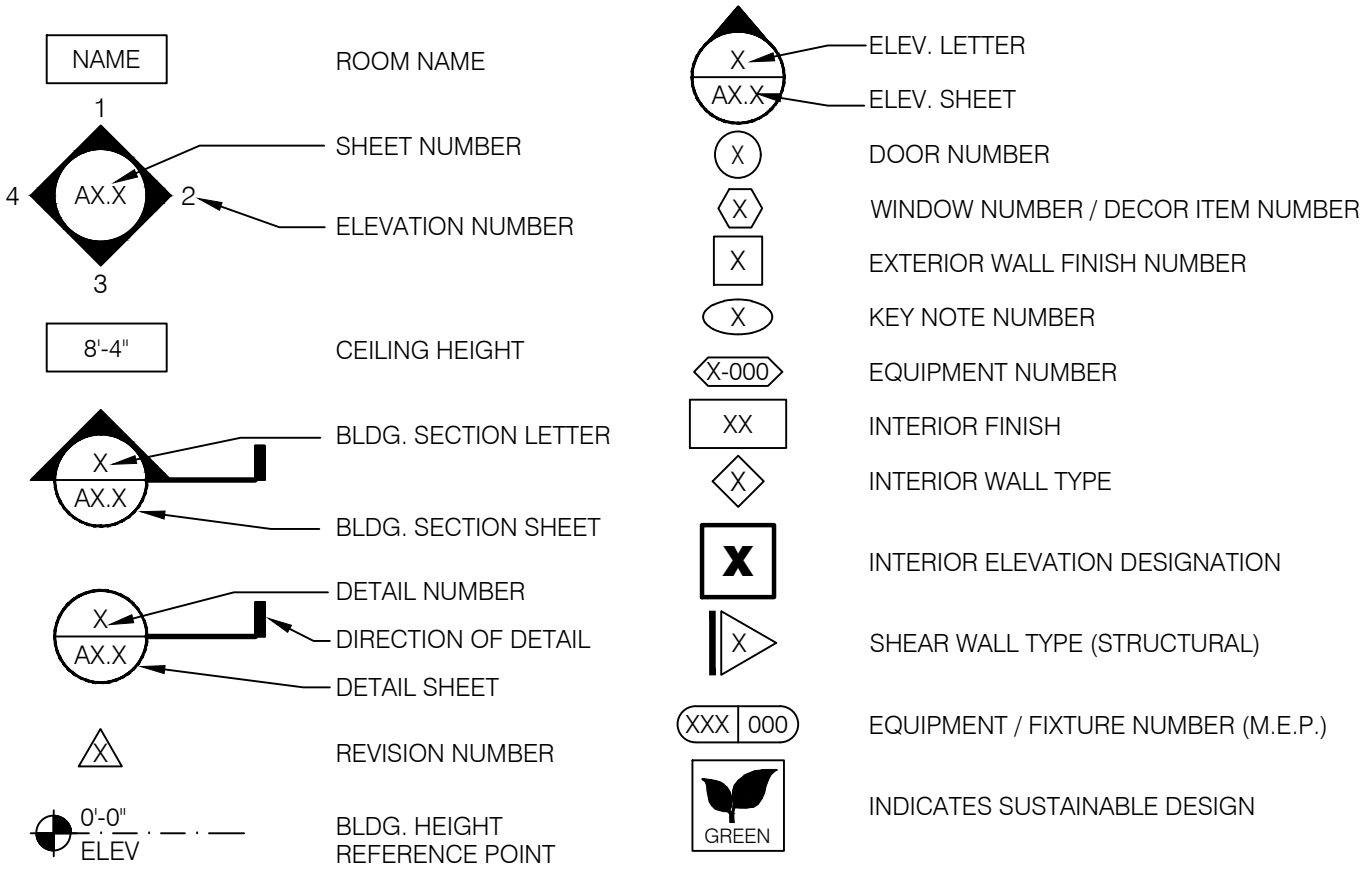 NAME
ROOM NAME
1
SHEET NUMBER
4
AX.X
2
ELEVATION NUMBER
3
8'-4"
CEILING HEIGHT
BLDG. SECTION LETTER
X
AX.X
BLDG. SECTION SHEET
DETAIL NUMBER
X
DIRECTION OF DETAIL
AX.X
DETAIL SHEET
X
REVISION NUMBER
0'-0"
ELEV
BLDG. HEIGHT
REFERENCE POINT
X
ELEV. LETTER
AX.X
ELEV. SHEET
X
DOOR NUMBER
X
WINDOW NUMBER / DECOR ITEM NUMBER
X
EXTERIOR WALL FINISH NUMBER
X
KEY NOTE NUMBER
X-000
EQUIPMENT NUMBER
XX
INTERIOR FINISH
X
INTERIOR WALL TYPE
X
INTERIOR ELEVATION DESIGNATION
X
SHEAR WALL TYPE (STRUCTURAL)
XXX 000
EQUIPMENT / FIXTURE NUMBER (M.E.P.)
GREEN
INDICATES SUSTAINABLE DESIGN